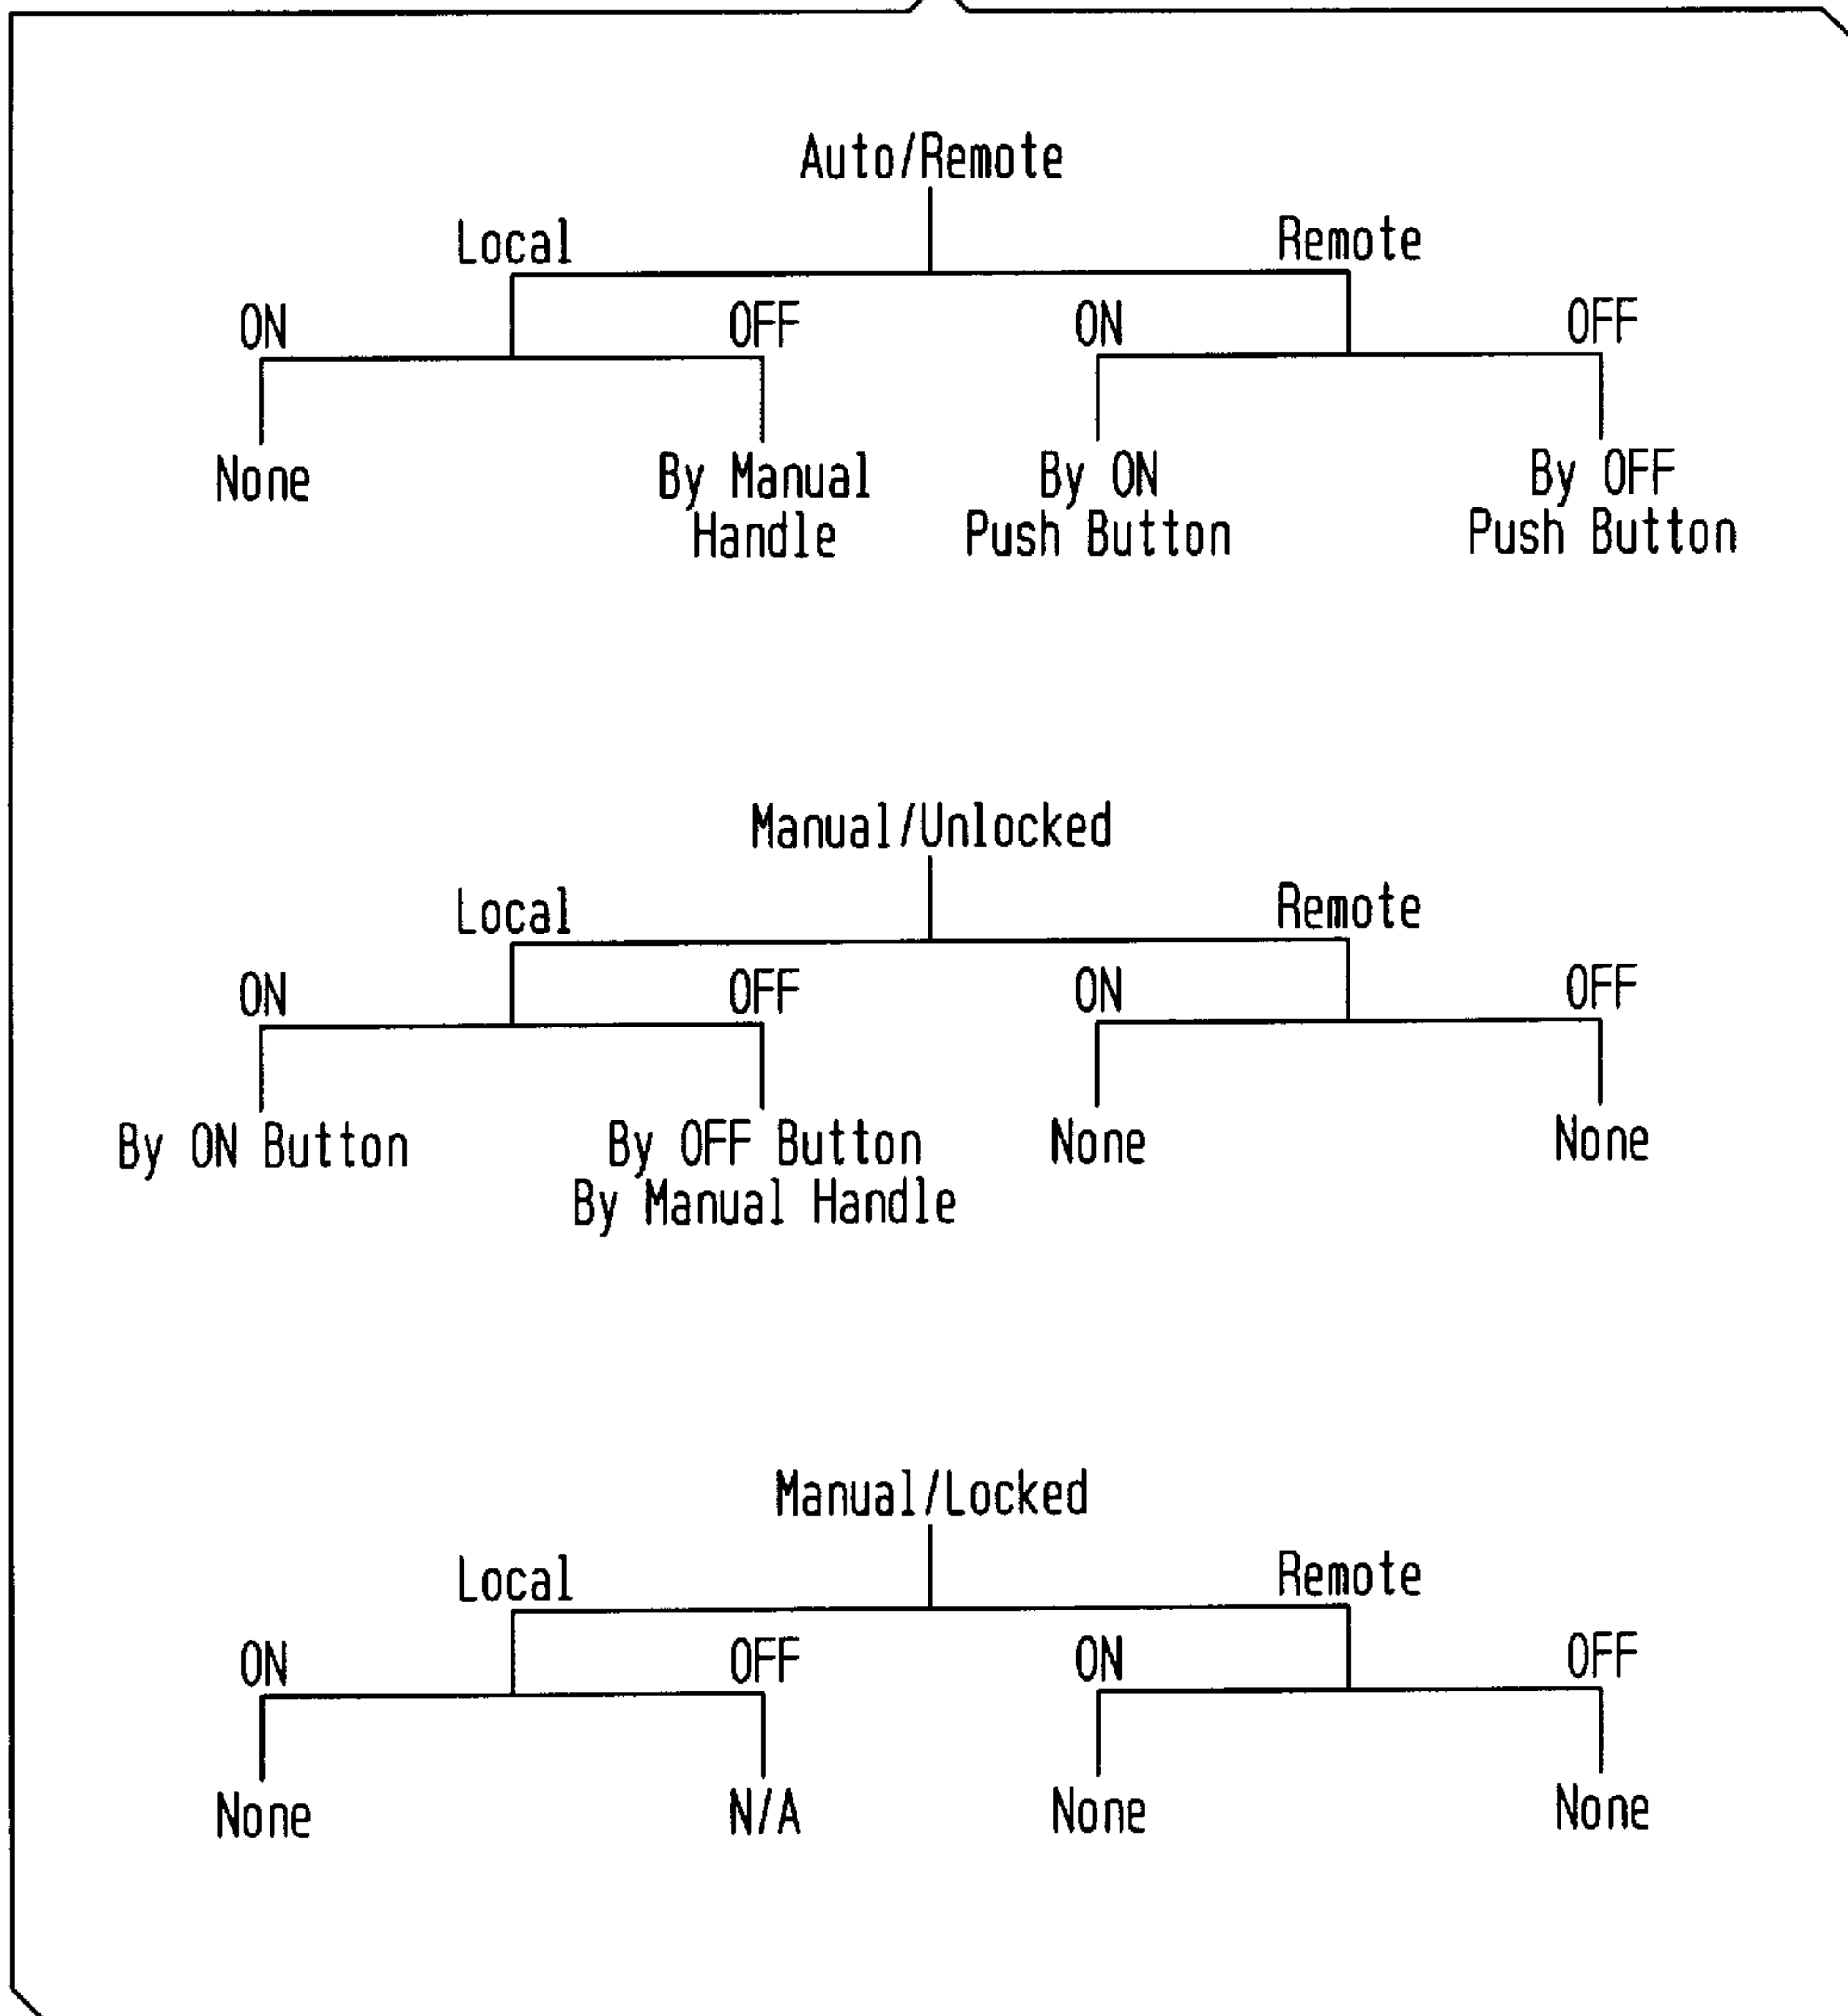 Auto/Remote
Local
Remote
ON
OFF
ON
OFF
None
By Manual
Handle
By ON
Push Button
By OFF
Push Button
Manual/Unlocked
Local
Remote
ON
OFF
ON
OFF
By ON Button
By OFF Button
By Manual Handle
None
None
Manual/Locked
Local
Remote
ON
OFF
ON
OFF
None
N/A
None
None